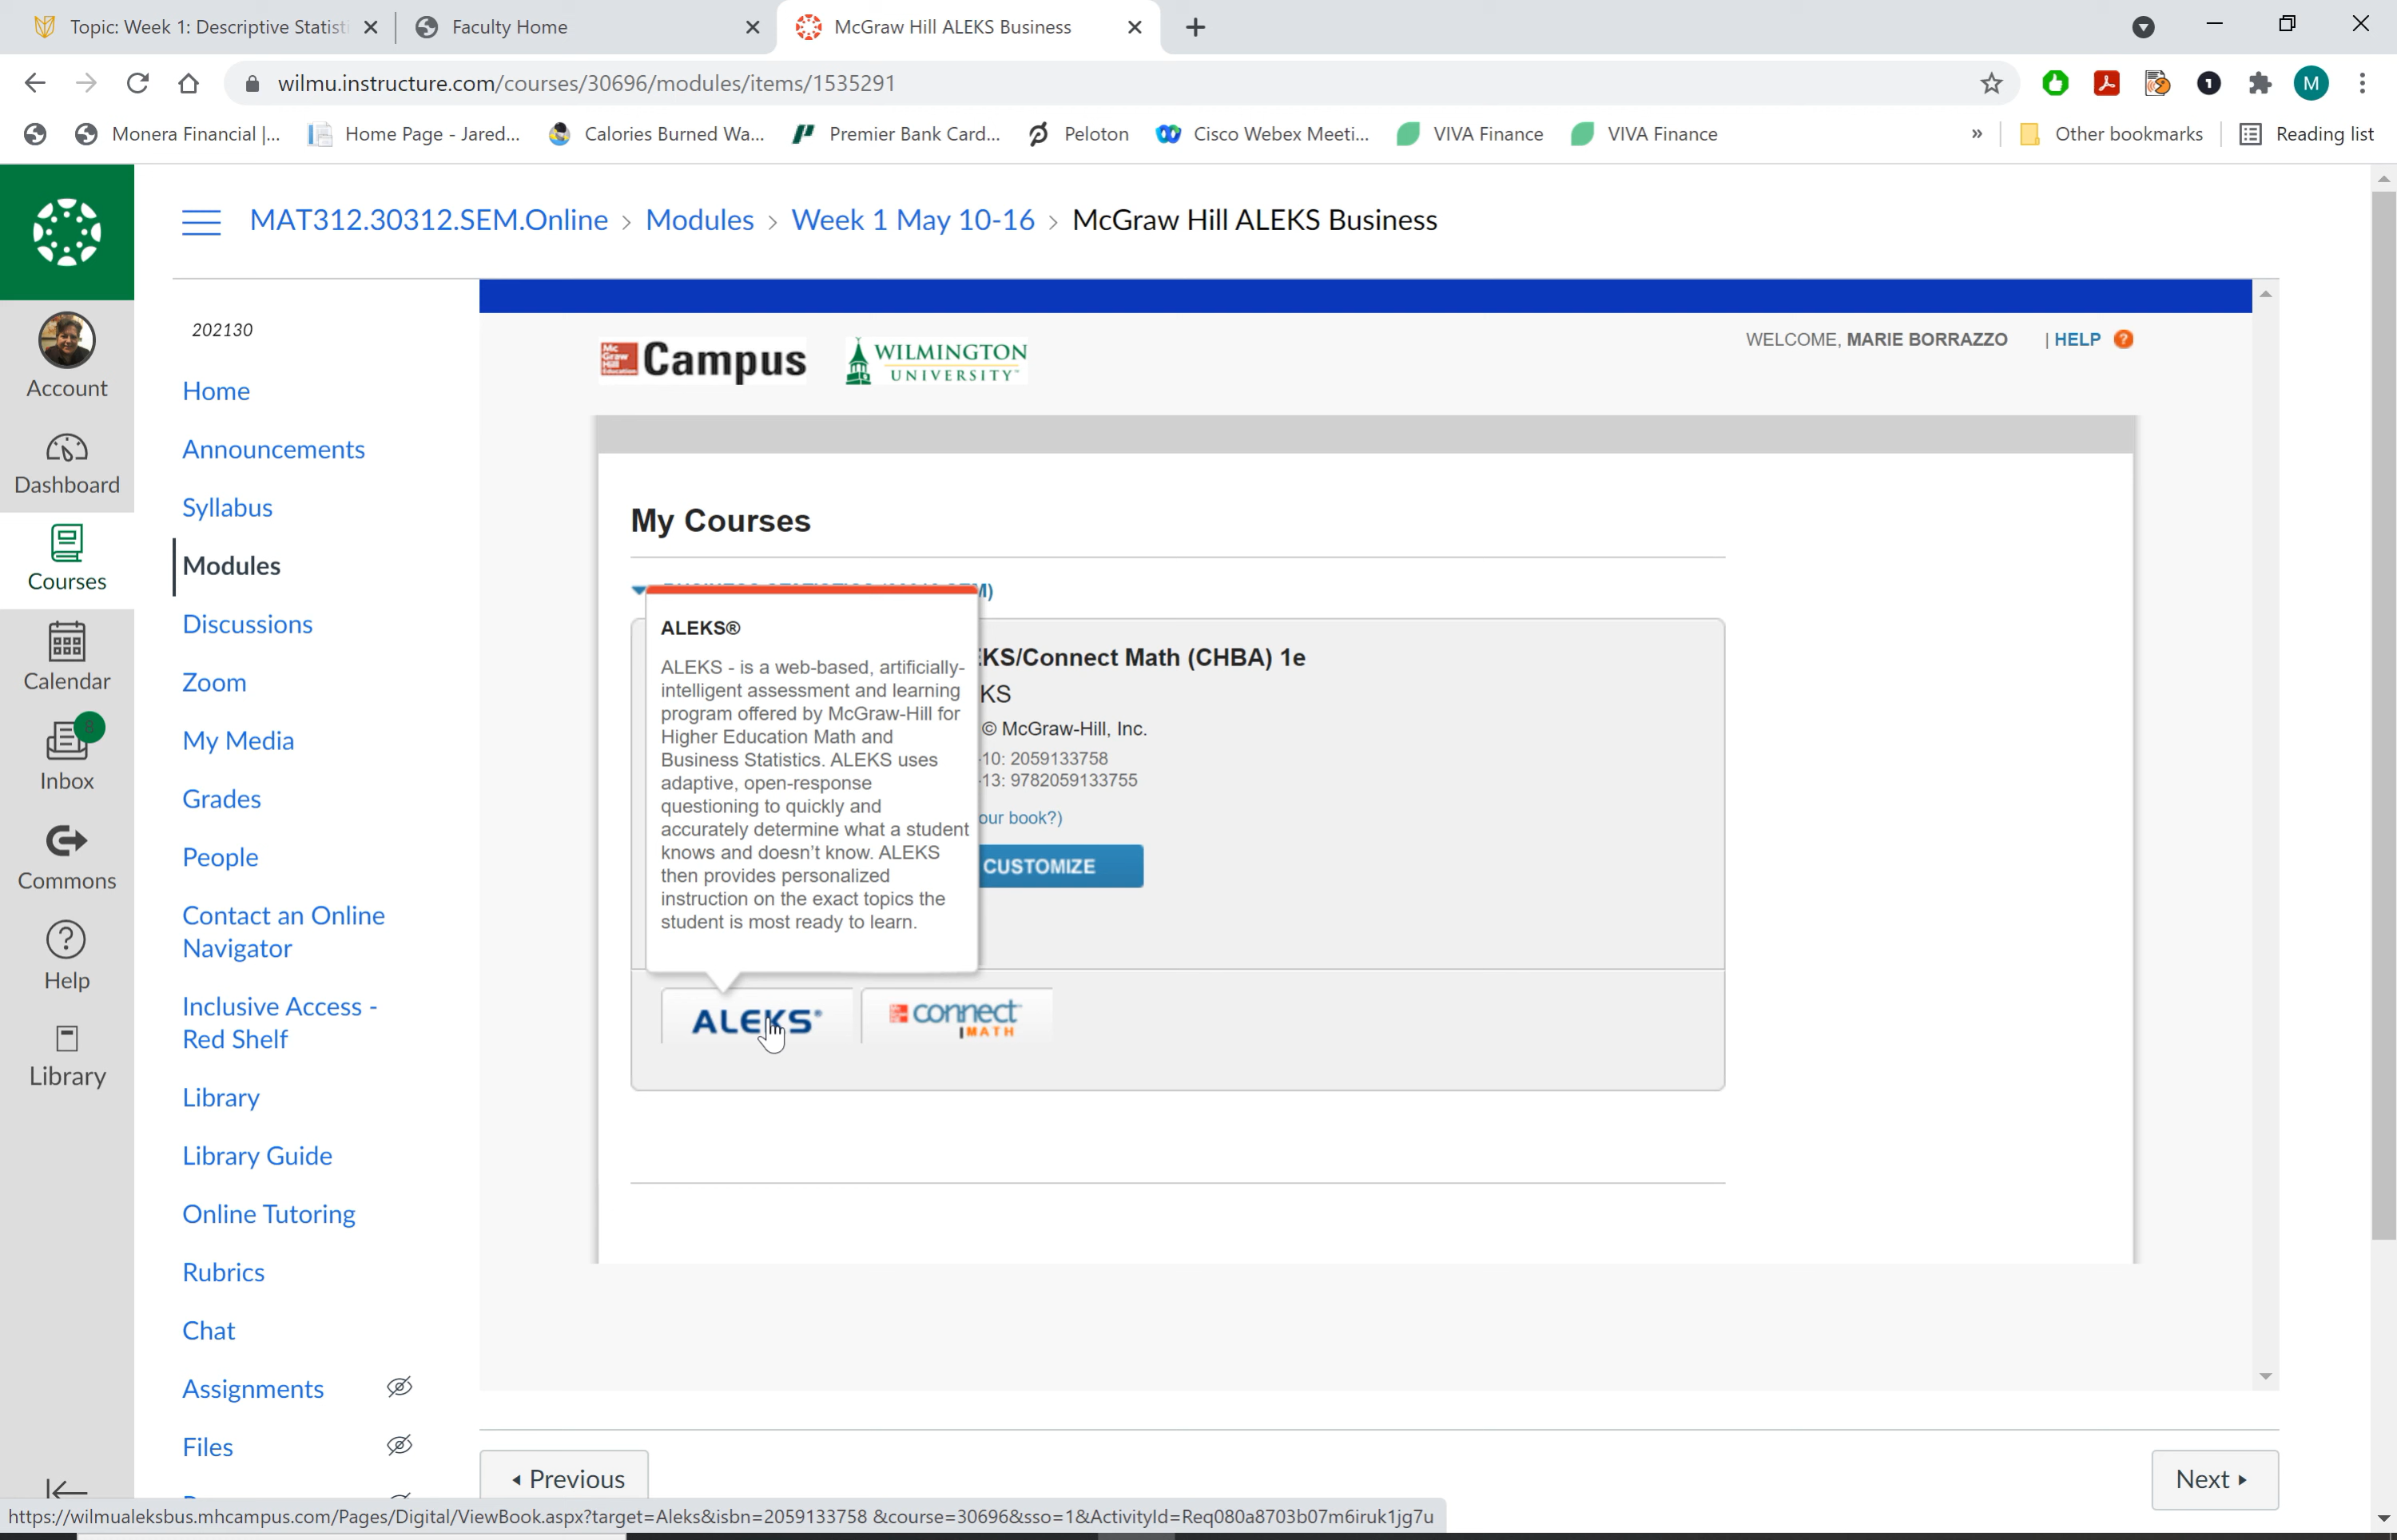 Topic: Week 1: Descriptive Statist
Faculty Home
McGraw Hill ALEKS Business
wilmu.instructure.com/courses/30696/modules/items/1535291
1
M
Monera Financial |...
Home Page - Jared...
Calories Burned Wa...
Premier Bank Card...
Peloton
Cisco Webex Meeti...
VIVA Finance
VIVA Finance
»
Other bookmarks
Reading list
MAT312.30312.SEM.Online > Modules > Week 1 May 10-16 > McGraw Hill ALEKS Business
Account
Dashboard
Courses
Calendar
8
Inbox
Commons
Help
Library
202130
Home
Announcements
Syllabus
Modules
Discussions
Zoom
My Media
Grades
People
Contact an Online
Navigator
Inclusive Access -
Red Shelf
Library
Library Guide
Online Tutoring
Rubrics
Chat
Assignments
Files
Mc
Graw
Hill
Education
Campus
WILMINGTON
UNIVERSITY
WELCOME, MARIE BORRAZZO | HELP ?
My Courses
ALEKS®
ALEKS - is a web-based, artificially-
intelligent assessment and learning
program offered by McGraw-Hill for
Higher Education Math and
Business Statistics. ALEKS uses
adaptive, open-response
questioning to quickly and
accurately determine what a student
knows and doesn't know. ALEKS
then provides personalized
instruction on the exact topics the
student is most ready to learn.
EKS/Connect Math (CHBA) 1e
KS
© McGraw-Hill, Inc.
-10: 2059133758
-13: 9782059133755
our book?)
CUSTOMIZE
ALEKS®
connect
MATH
Previous
Next
https://wilmualeksbus.mhcampus.com/Pages/Digital/ViewBook.aspx?target=Aleks&isbn=2059133758 &course=30696&sso=1&ActivityId=Req080a8703b07m6iruk1jg7u